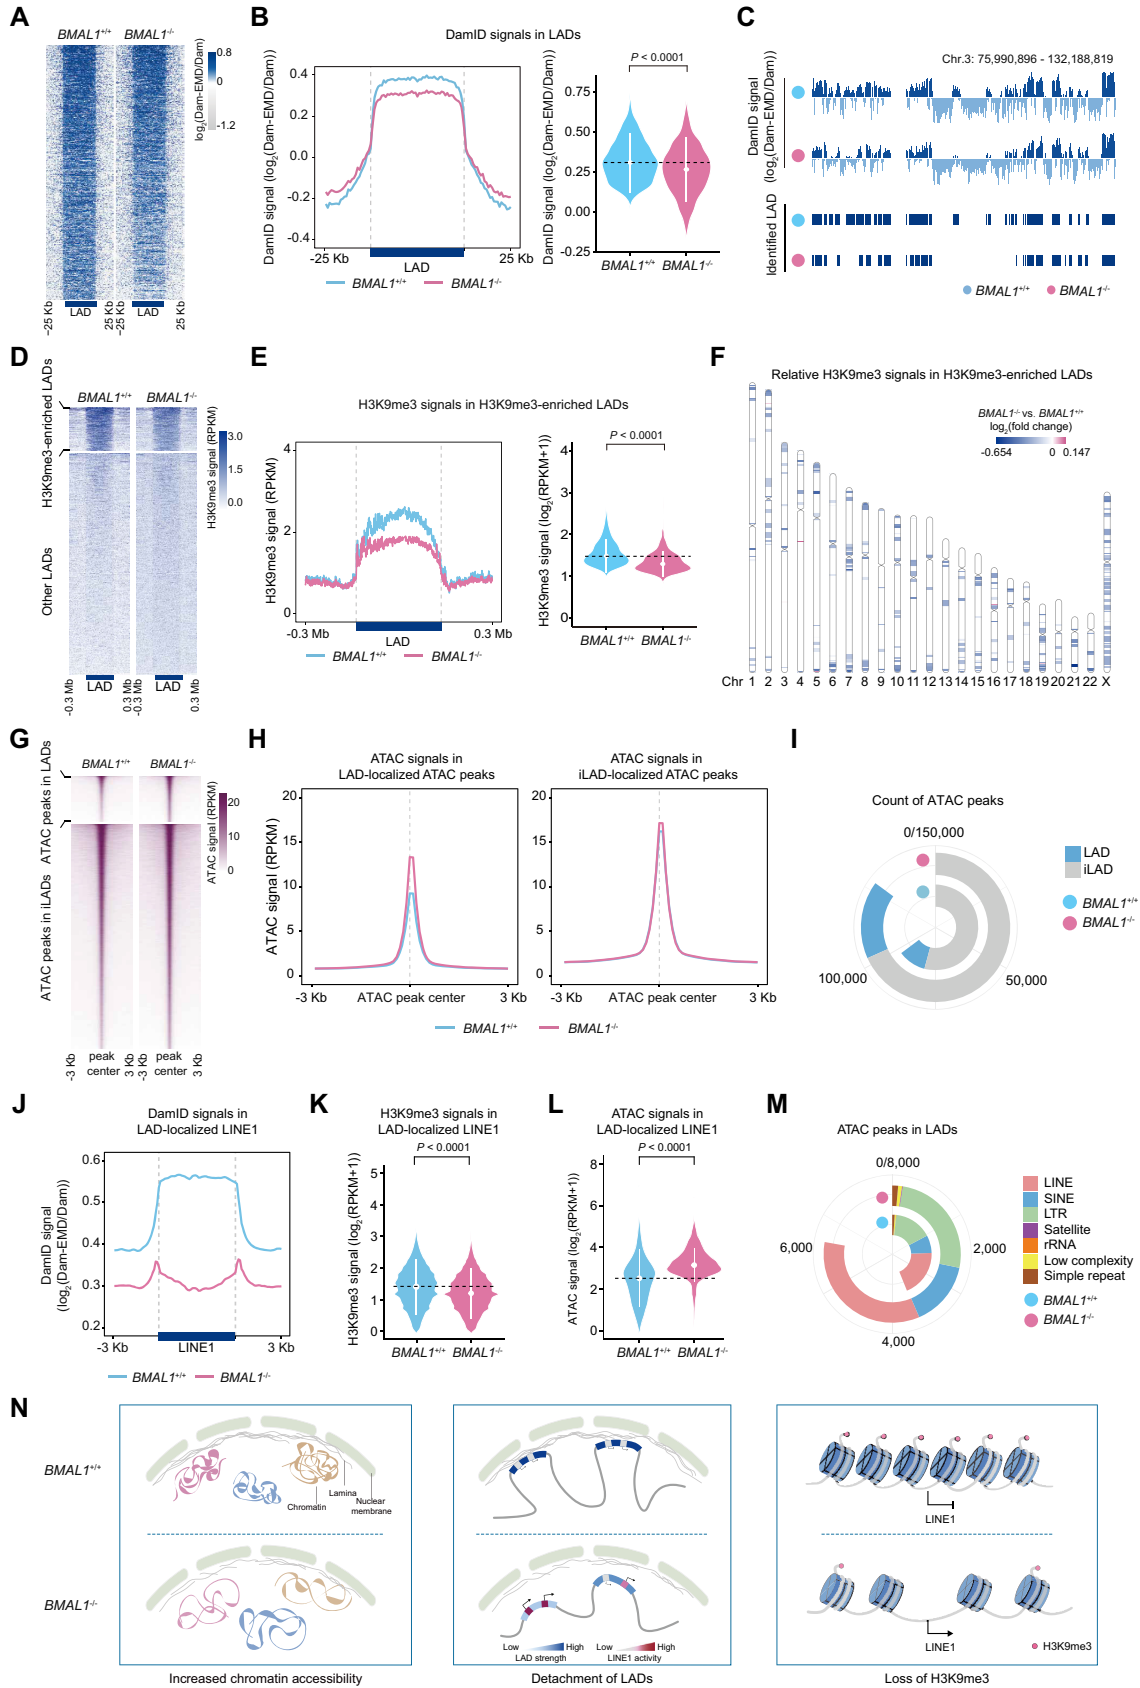 A
BMAL1+/+ BMAL1-/-
0.8
0
-1.2
log2(Dam-EMD/Dam)
-25 Kb
LAD
25 Kb
-25 Kb
LAD
25 Kb
B
DamID signals in LADs
DamID signal (log2(Dam-EMD/Dam))
0.4
0.2
0.0
-0.2
-0.4
-25 Kb
LAD
25 Kb
BMAL1+/+ BMAL1-/-
DamID signal (log2(Dam-EMD/Dam))
P < 0.0001
0.75
0.50
0.25
0.00
-0.25
BMAL1+/+ BMAL1-/-
C
Chr.3: 75,990,896 - 132,188,819
DamID signal
(log2(Dam-EMD/Dam))
Identified LAD
BMAL1+/+ BMAL1-/-
D
BMAL1+/+ BMAL1-/-
H3K9me3-enriched LADs
Other LADs
3.0
1.5
0.0
H3K9me3 signal (RPKM)
-0.3 Mb
LAD
0.3 Mb
-0.3 Mb
LAD
0.3 Mb
E
H3K9me3 signals in H3K9me3-enriched LADs
H3K9me3 signal (RPKM)
4
2
0
-0.3 Mb
LAD
0.3 Mb
BMAL1+/+ BMAL1-/-
H3K9me3 signal (log2(RPKM+1))
P < 0.0001
4
3
2
1
0
BMAL1+/+ BMAL1-/-
F
Relative H3K9me3 signals in H3K9me3-enriched LADs
BMAL1-/- vs. BMAL1+/+
log2(fold change)
-0.654 0 0.147
Chr 1 2 3 4 5 6 7 8 9 10 11 12 13 14 15 16 17 18 19 20 21 22 X
G
BMAL1+/+ BMAL1-/-
ATAC peaks in LADs
ATAC peaks in iLADs
20
10
0
ATAC signal (RPKM)
-3 Kb
peak
center
3 Kb
-3 Kb
peak
center
3 Kb
H
ATAC signals in
LAD-localized ATAC peaks
ATAC signal (RPKM)
20
15
10
5
0
-3 Kb
ATAC peak center
3 Kb
ATAC signals in
iLAD-localized ATAC peaks
20
15
10
5
0
-3 Kb
ATAC peak center
3 Kb
BMAL1+/+ BMAL1-/-
I
Count of ATAC peaks
0/150,000
50,000
100,000
LAD
iLAD
BMAL1+/+
BMAL1-/-
J
DamID signals in
LAD-localized LINE1
DamID signal
(log2(Dam-EMD/Dam))
0.6
0.5
0.4
0.3
0.2
-3 Kb
LINE1
3 Kb
BMAL1+/+ BMAL1-/-
K
H3K9me3 signals in
LAD-localized LINE1
P < 0.0001
H3K9me3 signal (log2(RPKM+1))
5
4
3
2
1
0
BMAL1+/+ BMAL1-/-
L
ATAC signals in
LAD-localized LINE1
P < 0.0001
ATAC signal (log2(RPKM+1))
8
6
4
2
0
BMAL1+/+ BMAL1-/-
M
ATAC peaks in LADs
0/8,000
2,000
4,000
6,000
LINE
SINE
LTR
Satellite
rRNA
Low complexity
Simple repeat
BMAL1+/+
BMAL1-/-
N
BMAL1+/+
BMAL1-/-
Lamina
Chromatin
Nuclear
membrane
Increased chromatin accessibility
Low High
LAD strength
Low High
LINE1 activity
Detachment of LADs
LINE1
LINE1
H3K9me3
Loss of H3K9me3